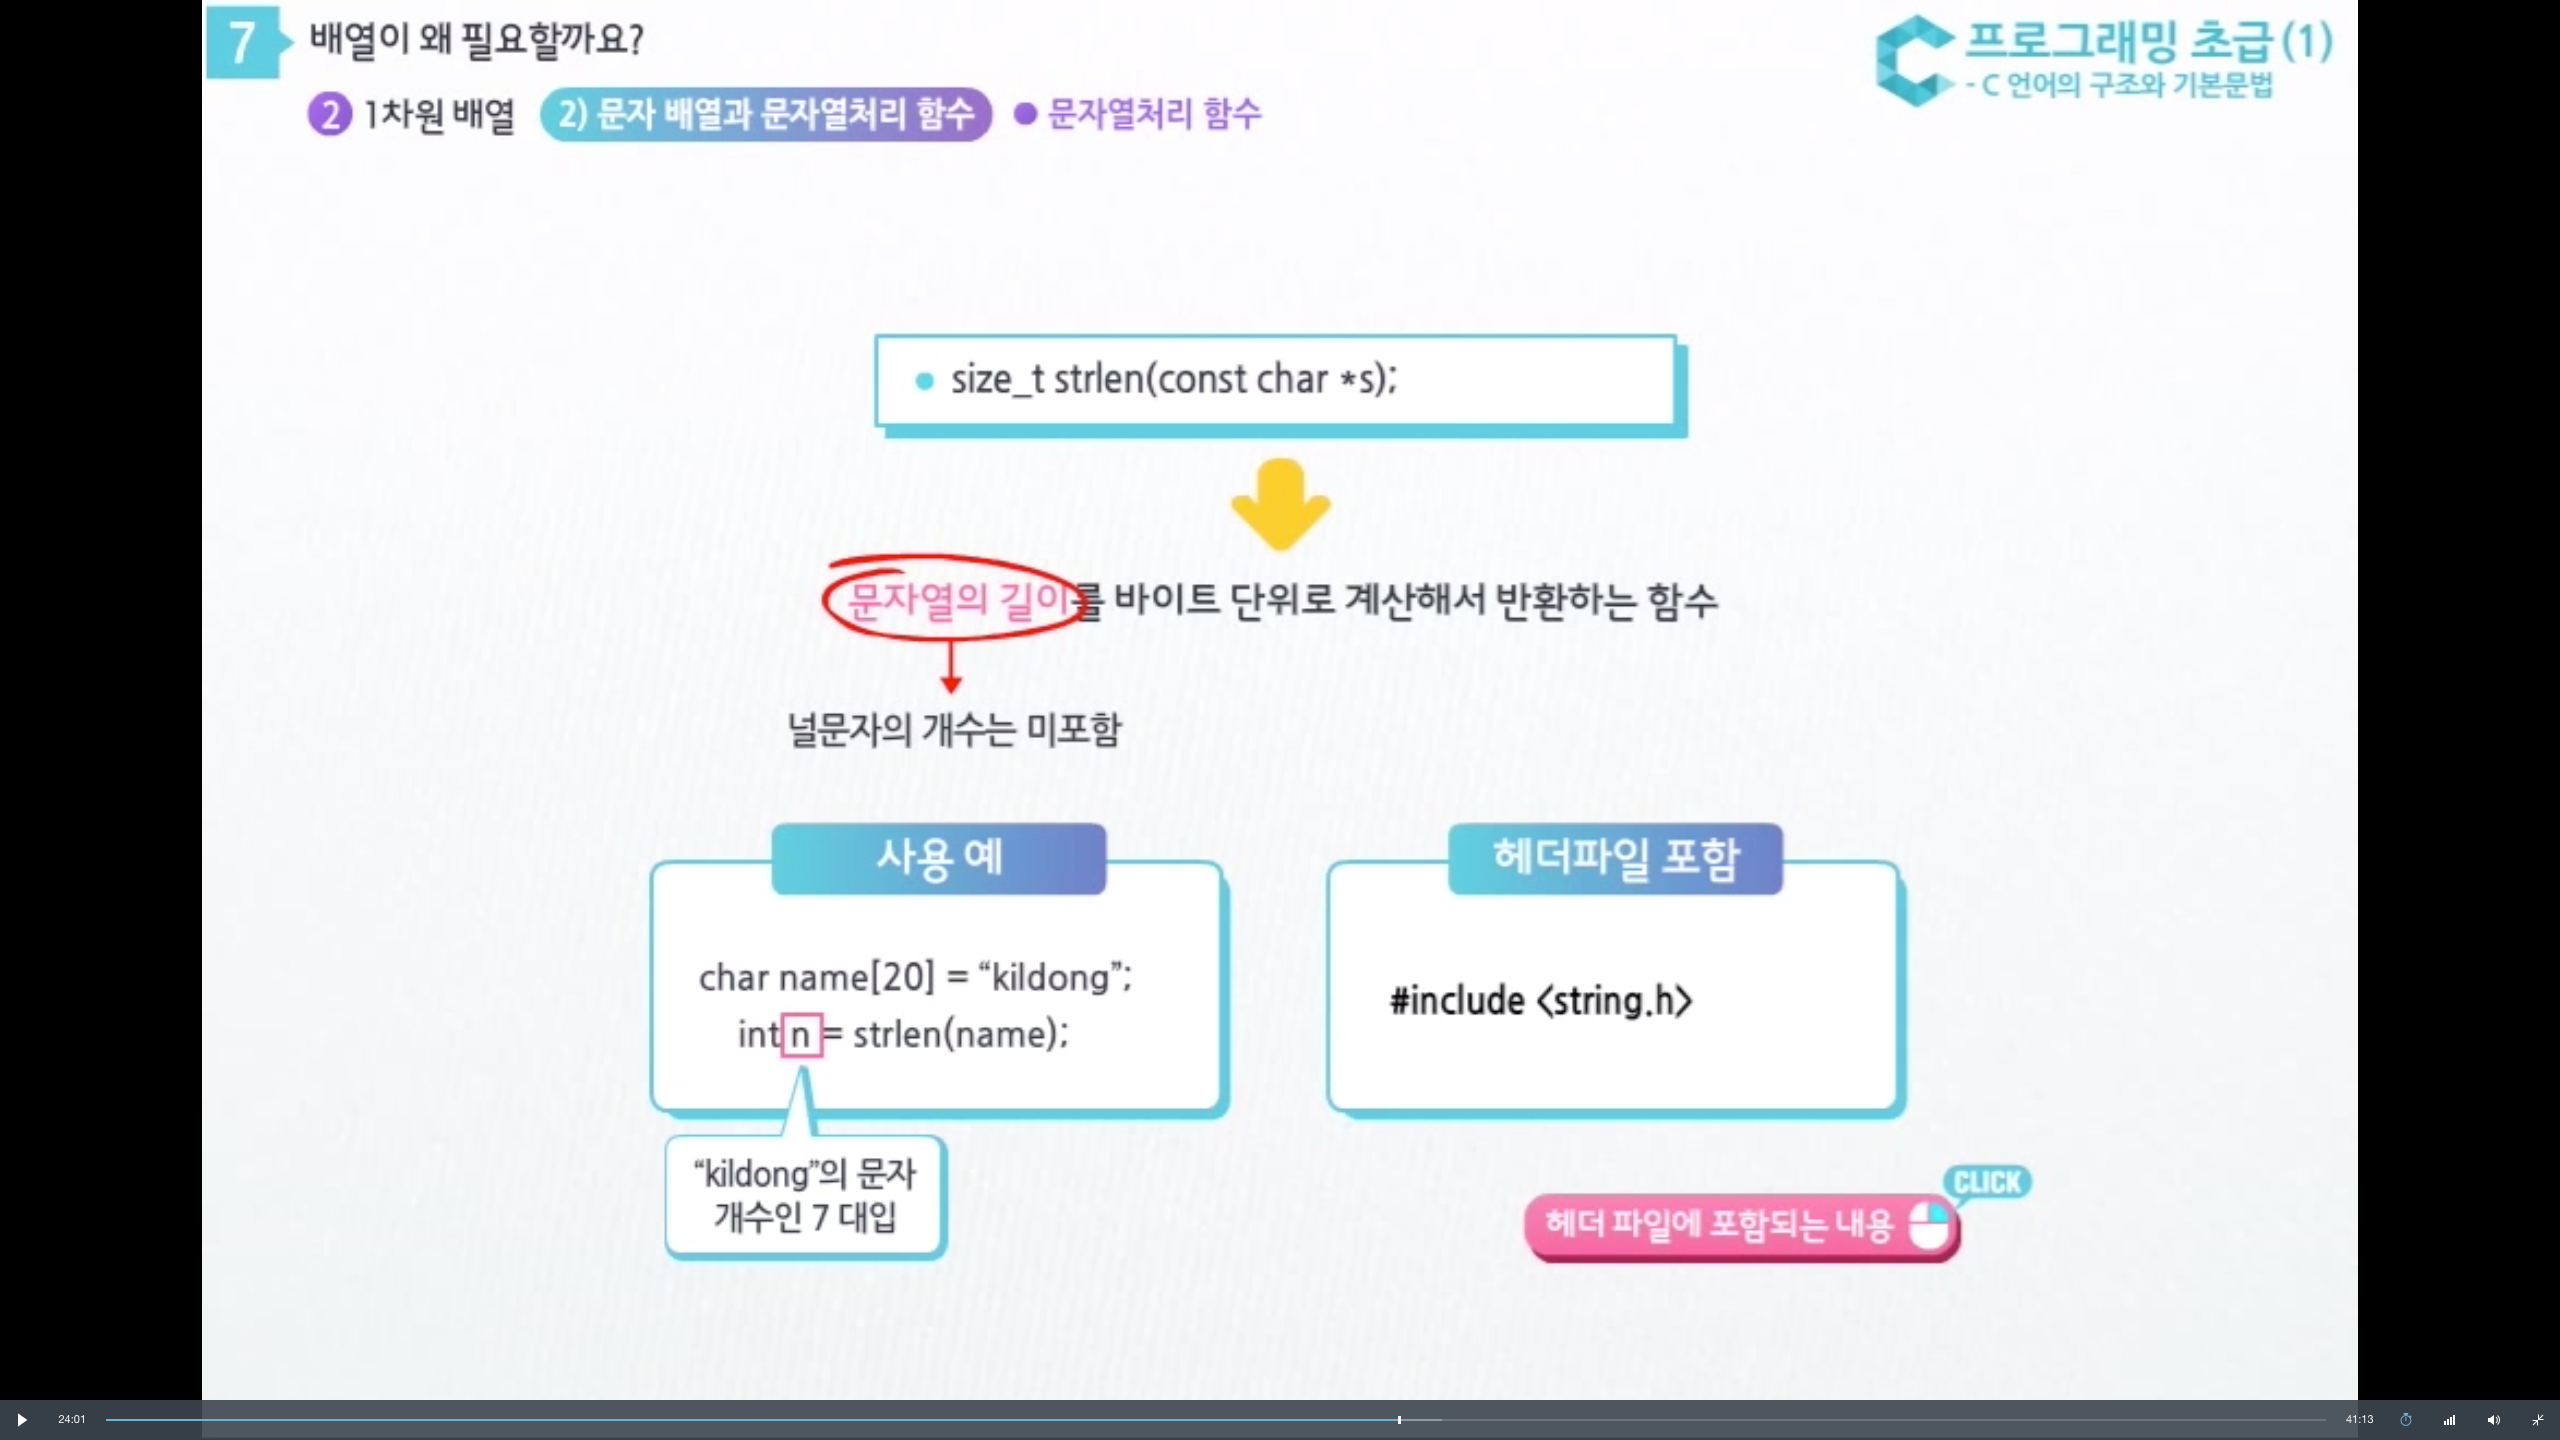 7 배열이 왜 필요할까요?
C 프로그래밍 초급(1)
- C 언어의 구조와 기본문법
2 1차원 배열 2) 문자 배열과 문자열처리 함수 ● 문자열처리 함수
● size_t strlen(const char *s);
문자열의 길이를 바이트 단위로 계산해서 반환하는 함수
널문자의 개수는 미포함
사용 예
char name[20] = “kildong”;
int n = strlen(name);
“kildong”의 문자
개수인 7 대입
헤더파일 포함
#include <string.h>
CLICK
헤더 파일에 포함되는 내용
24:01
41:13